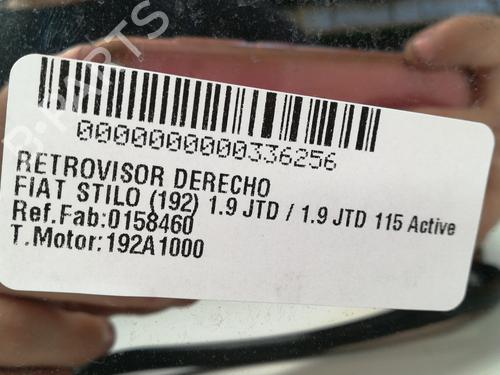 B-PARTS
0000000000336256
RETROVISOR DERECHO
FIAT STILO (192) 1.9 JTD / 1.9 JTD 115 Active
Ref.Fab:0158460
T.Motor:192A1000